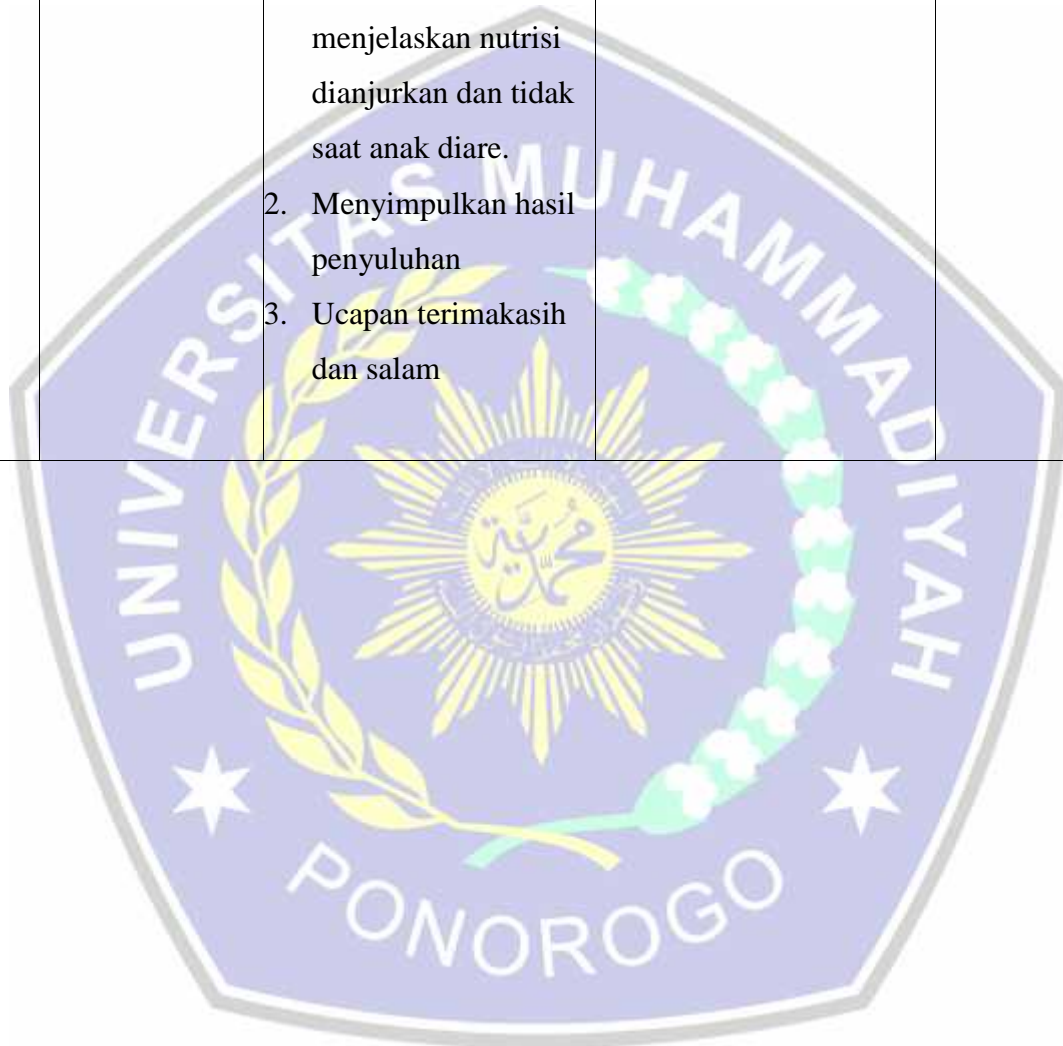 menjelaskan nutrisi
dianjurkan dan tidak
saat anak diare.
2. Menyimpulkan hasil
penyuluhan
3. Ucapan terimakasih
dan salam
UNIVERSITAS MUHAMMADIYAH
PONOROGO
محمد